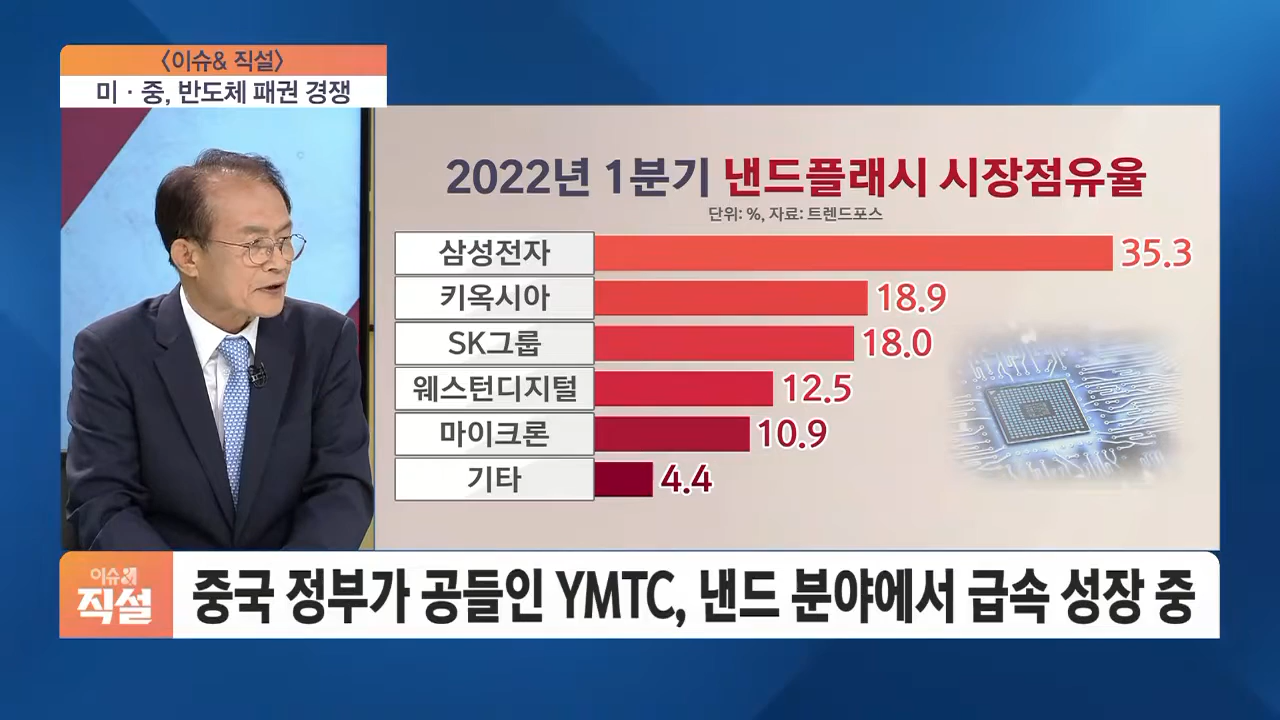 〈이슈& 직설〉
미·중, 반도체 패권 경쟁
2022년 1분기 낸드플래시 시장점유율
단위: %, 자료: 트렌드포스
삼성전자 35.3
키옥시아 18.9
SK그룹 18.0
웨스턴디지털 12.5
마이크론 10.9
기타 4.4
이슈&
직설
중국 정부가 공들인 YMTC, 낸드 분야에서 급속 성장 중